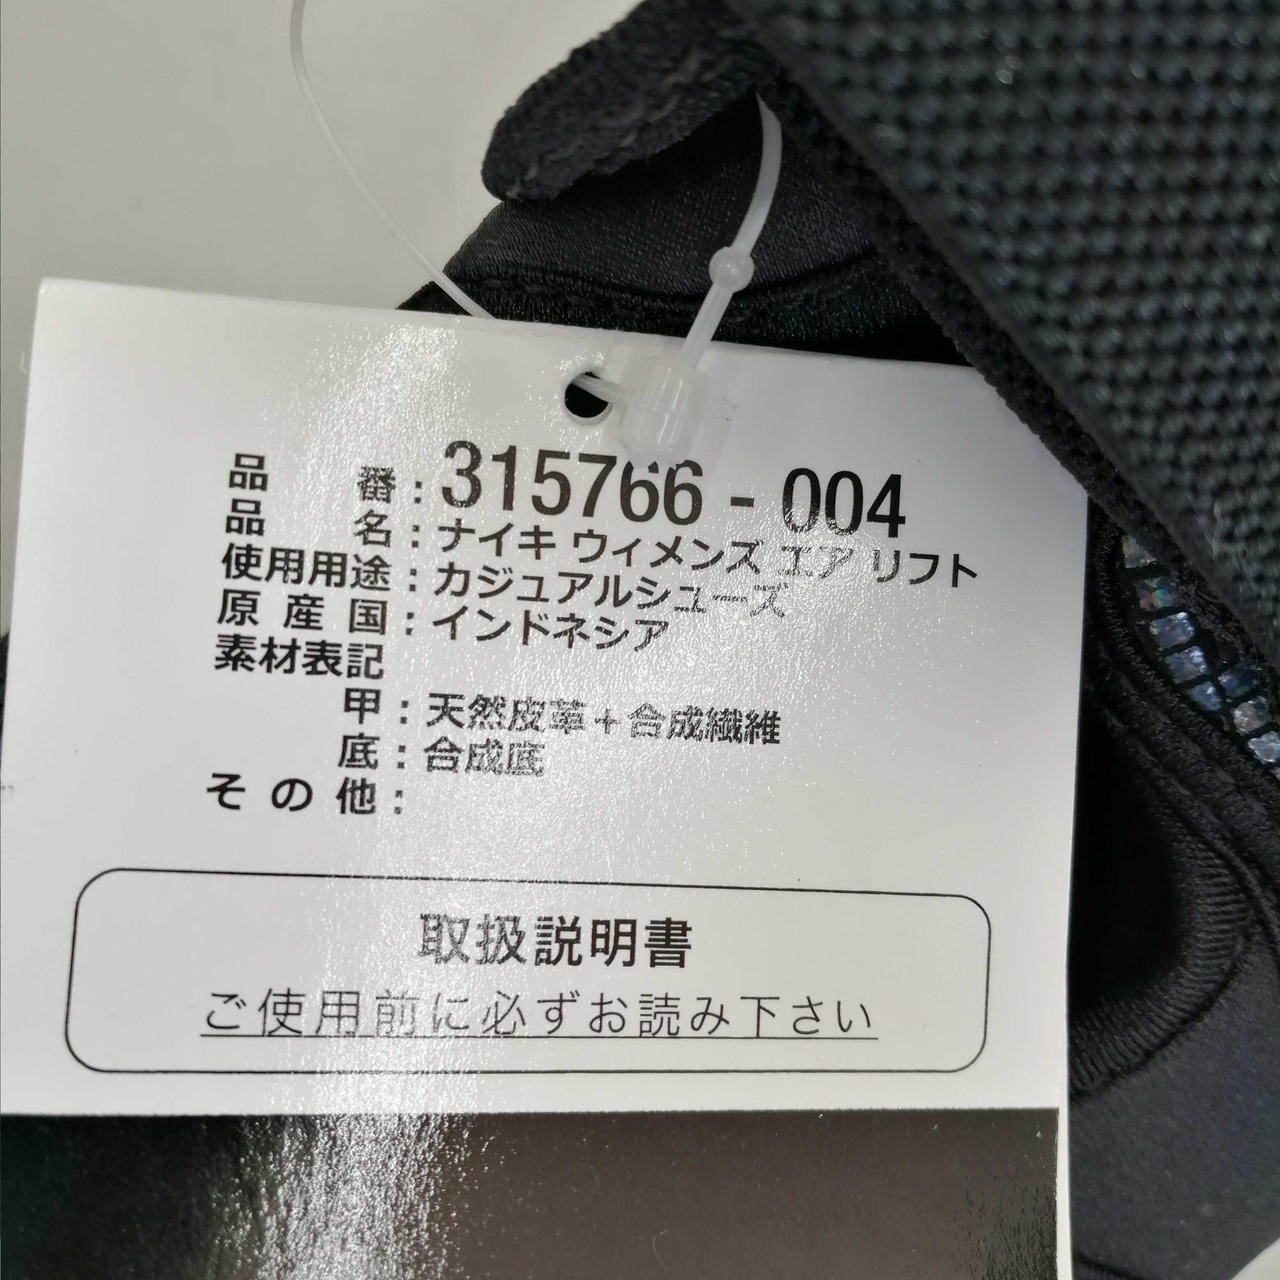 品 番 : 315766 - 004
品 名 : ナイキ ウィメンズ エア リフト
使用用途 : カジュアルシューズ
原 産 国 : インドネシア
素材表記
甲 : 天然皮革 + 合成繊維
底 : 合成底
そ の 他 :
取扱説明書
ご使用前に必ずお読み下さい